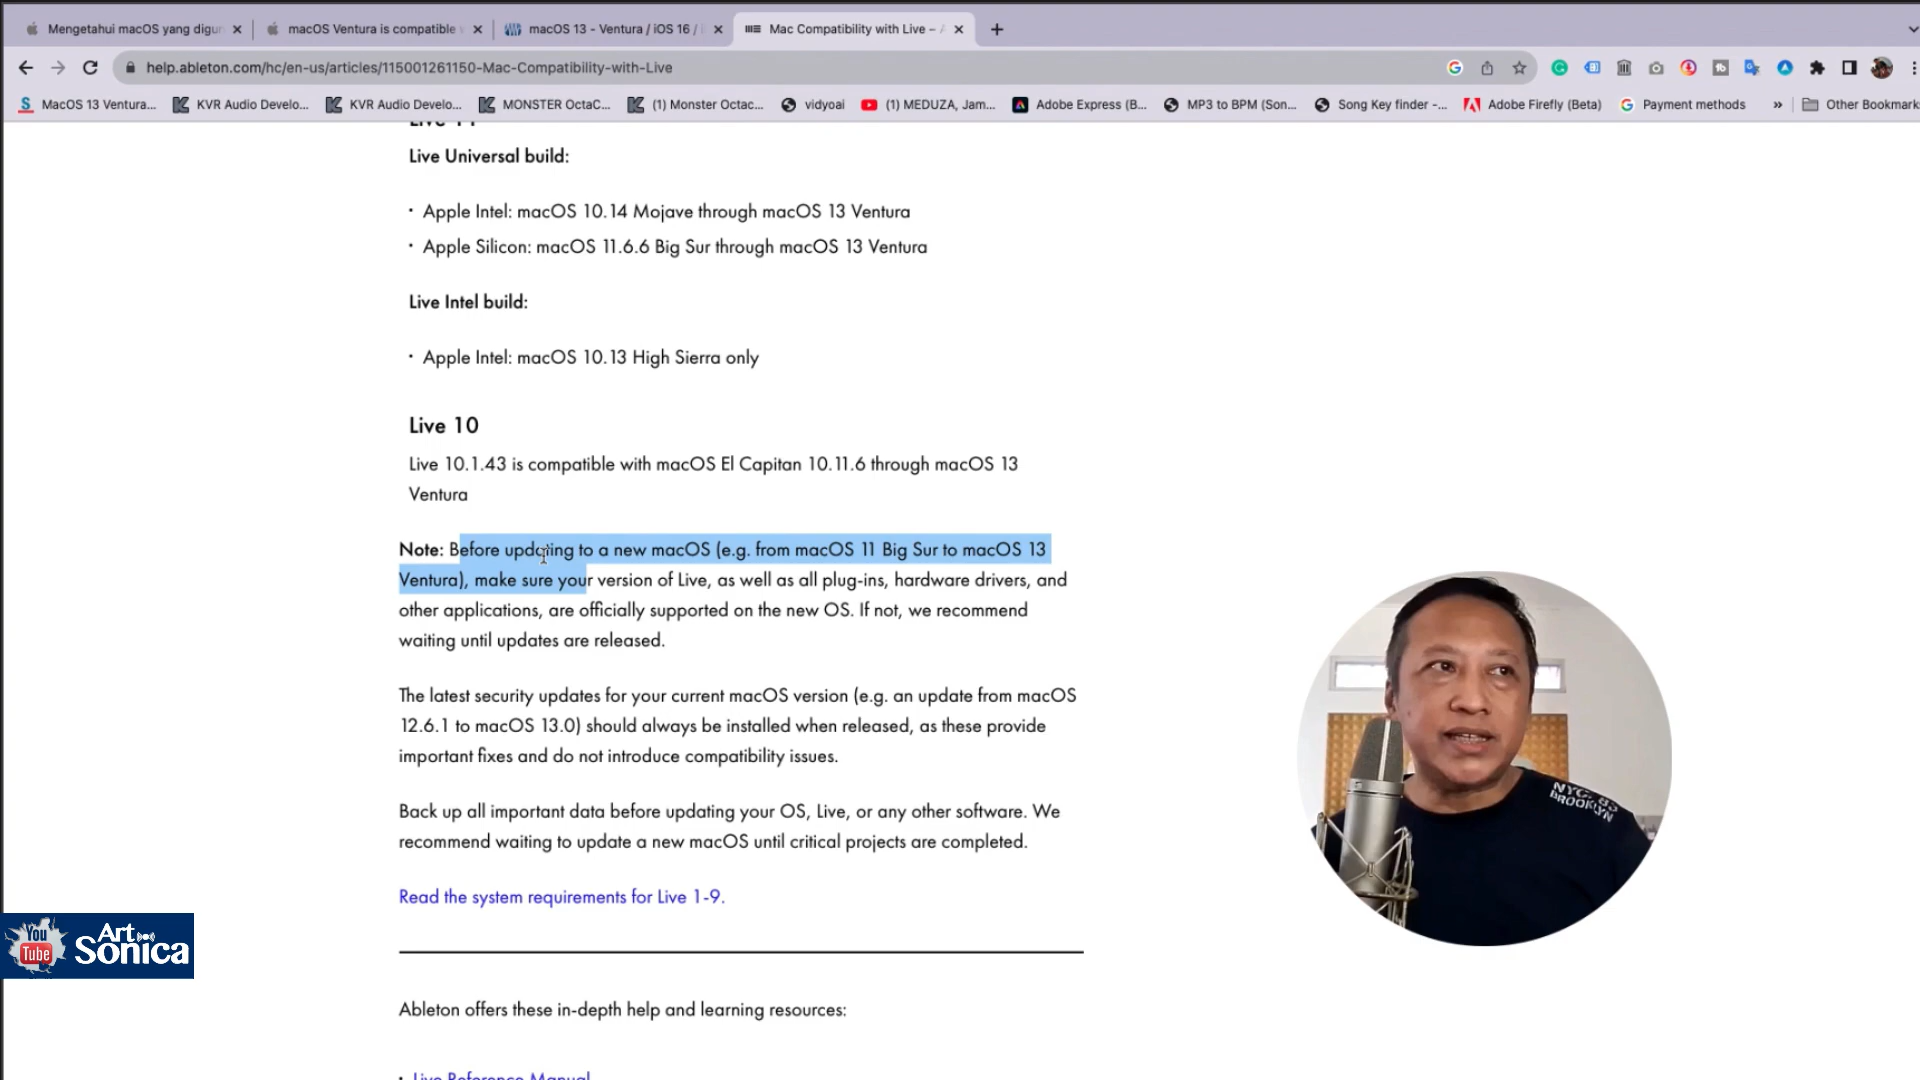 Mengetahui macOS yang digu
macOS Ventura is compatible
macOS 13 - Ventura / iOS 16 /
Mac Compatibility with Live –
help.ableton.com/hc/en-us/articles/115001261150-Mac-Compatibility-with-Live
MacOS 13 Ventura...
KVR Audio Develo...
KVR Audio Develo...
MONSTER OctaC...
(1) Monster Octac...
vidyoai
(1) MEDUZA, Jam...
Adobe Express (B...
MP3 to BPM (Son...
Song Key finder -...
Adobe Firefly (Beta)
Payment methods
»
Other Bookmark
Live 11
Live Universal build:
· Apple Intel: macOS 10.14 Mojave through macOS 13 Ventura
· Apple Silicon: macOS 11.6.6 Big Sur through macOS 13 Ventura
Live Intel build:
· Apple Intel: macOS 10.13 High Sierra only
Live 10
Live 10.1.43 is compatible with macOS El Capitan 10.11.6 through macOS 13
Ventura
Note: Before updating to a new macOS (e.g. from macOS 11 Big Sur to macOS 13
Ventura), make sure your version of Live, as well as all plug-ins, hardware drivers, and
other applications, are officially supported on the new OS. If not, we recommend
waiting until updates are released.
The latest security updates for your current macOS version (e.g. an update from macOS
12.6.1 to macOS 13.0) should always be installed when released, as these provide
important fixes and do not introduce compatibility issues.
Back up all important data before updating your OS, Live, or any other software. We
recommend waiting to update a new macOS until critical projects are completed.
Read the system requirements for Live 1-9.
Ableton offers these in-depth help and learning resources:
· Live Reference Manual
You
Tube
Art
Sonica
BROOKLYN